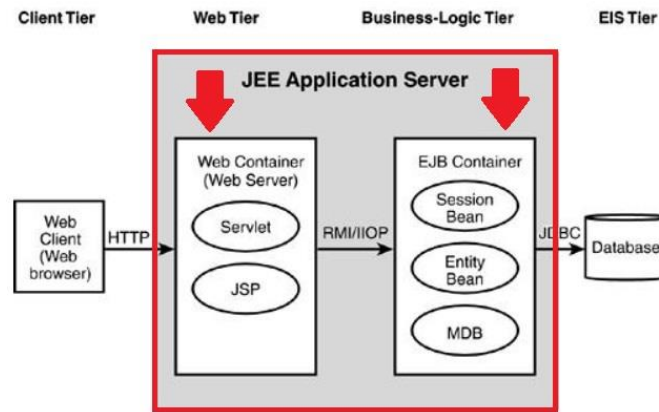 Client Tier
Web Tier
Business-Logic Tier
EIS Tier
JEE Application Server
Web Container
(Web Server)
Servlet
JSP
EJB Container
Session
Bean
Entity
Bean
MDB
Web
Client
(Web
browser)
HTTP
RMI/IIOP
JDBC
Database